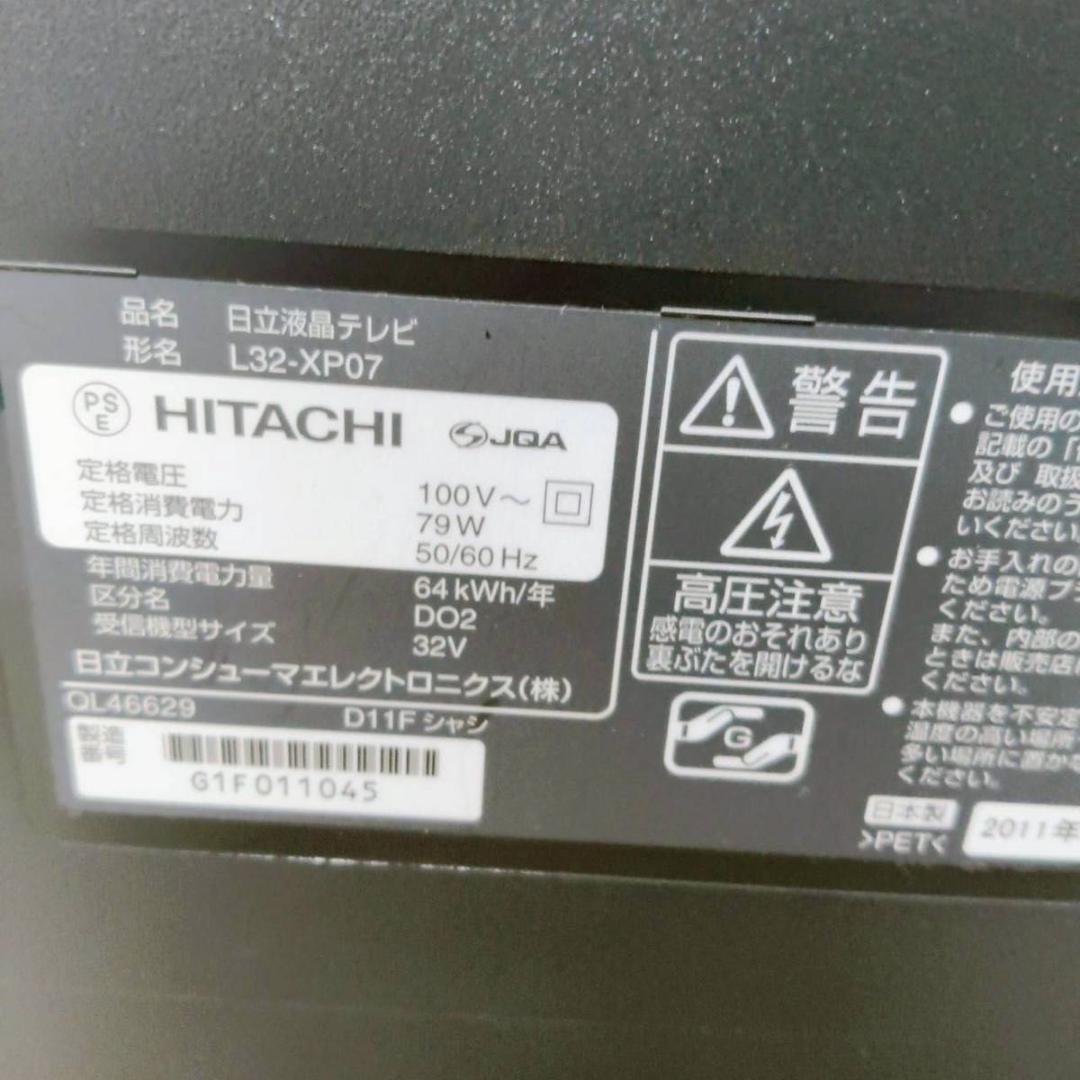 品名 日立液晶テレビ
形名 L32-XP07
PS
E
HITACHI JQA
定格電圧 100V～
定格消費電力 79W
定格周波数 50/60Hz
年間消費電力量 64kWh/年
区分名 DO2
受信機型サイズ 32V
日立コンシューマエレクトロニクス(株)
QL46629 D11Fシャシ
製造
番号
G1F011045
警告
高圧注意
感電のおそれあり
裏ぶたを開けるな
G
使用
●ご使用の
記載の
及び 取扱
お読みのう
いください
●お手入れの
ため電源プ
ください。
また、内部の
ときは販売店
ください。
●本機器を不安定
温度の高い場所
多い場所に置か
ください。
日本製
>PET<
2011年